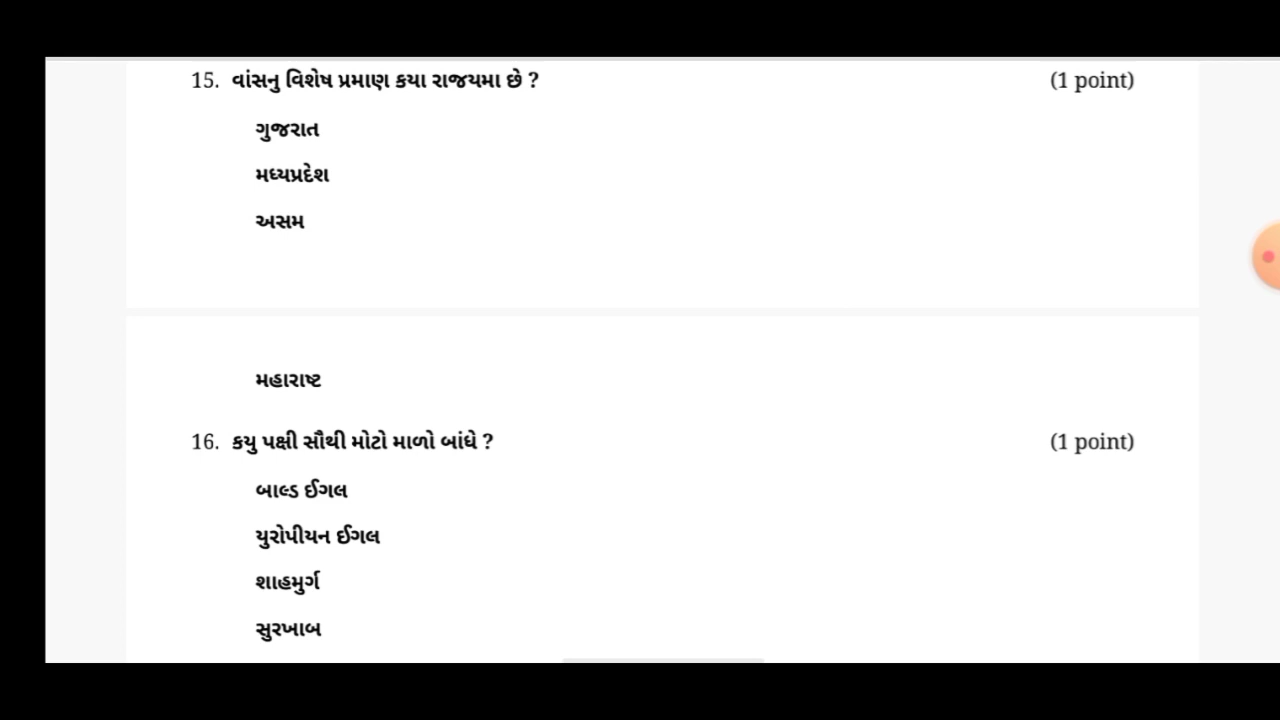 15. વાંસનુ વિશેષ પ્રમાણ કયા રાજયમા છે ? (1 point)
ગુજરાત
મધ્યપ્રદેશ
અસમ
મહારાષ્ટ
16. કયુ પક્ષી સૌથી મોટો માળો બાંધે ? (1 point)
બાલ્ડ ઈગલ
યુરોપીયન ઈગલ
શાહમુર્ગ
સુરખાબ